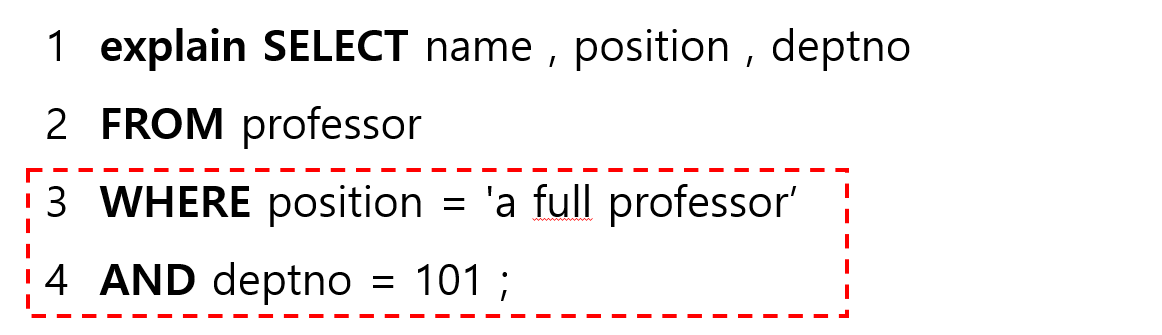 1 explain SELECT name , position , deptno
2 FROM professor
3 WHERE position = 'a full professor’
4 AND deptno = 101 ;